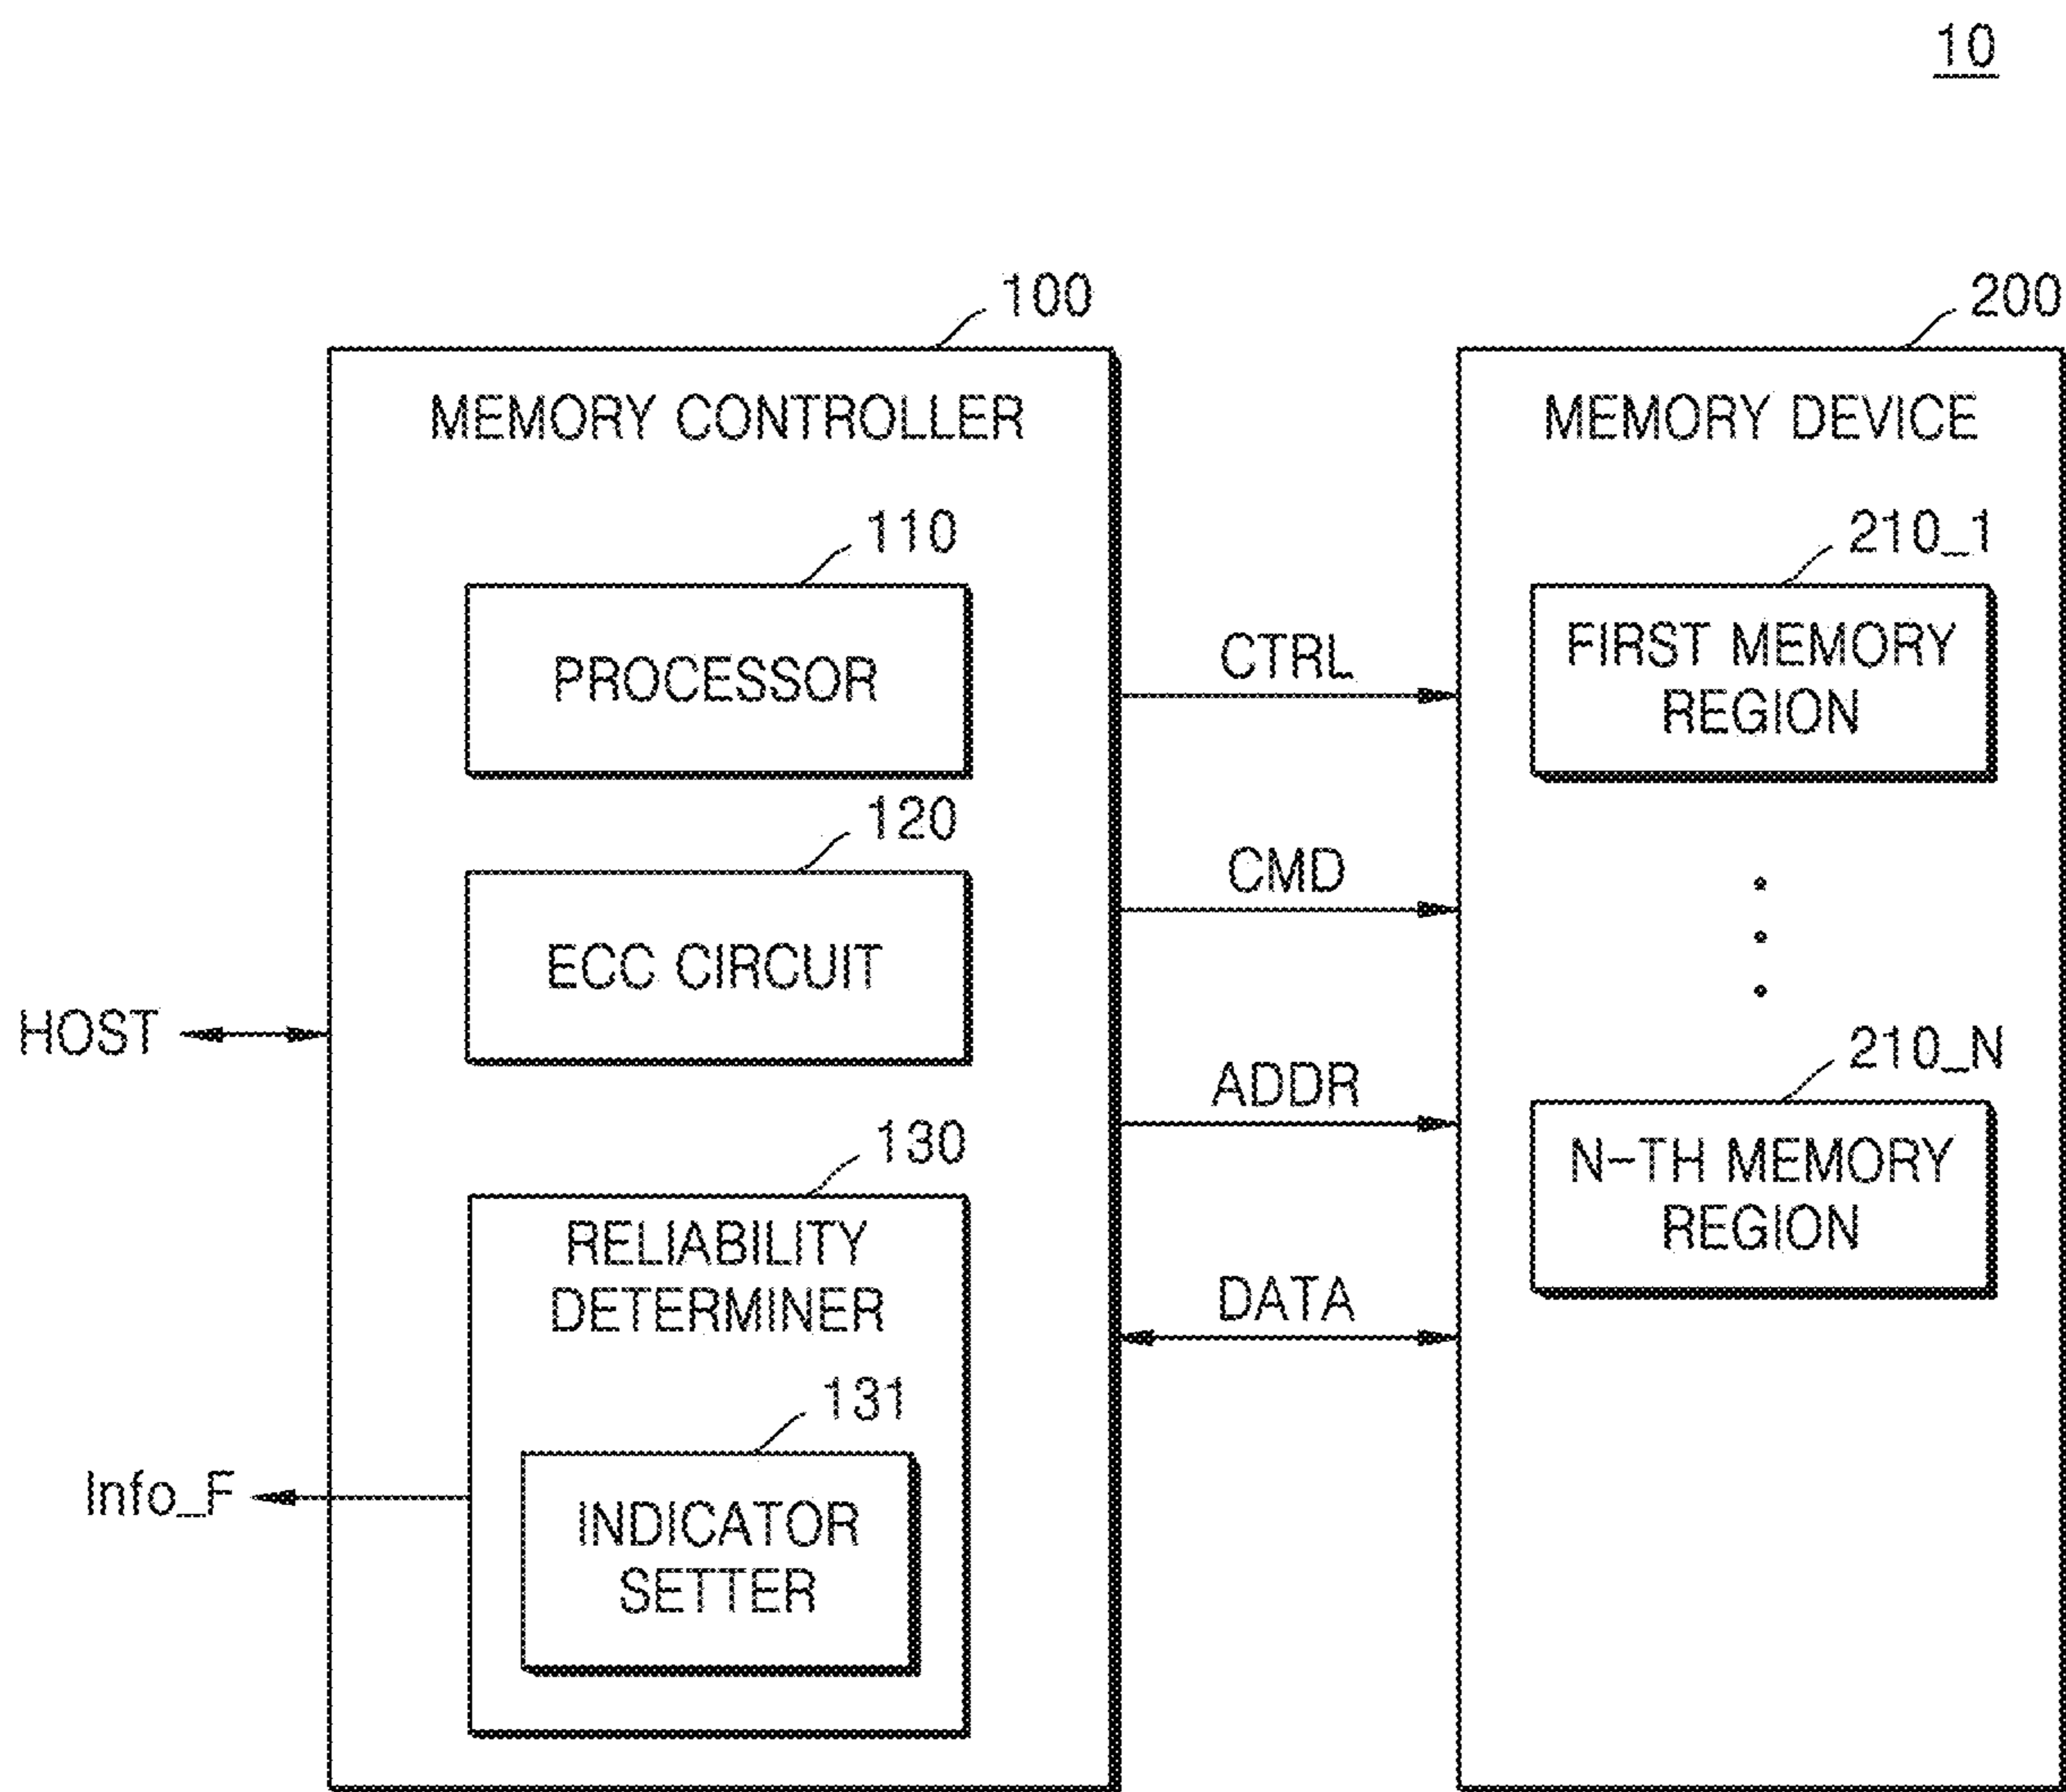 10
100
200
MEMORY CONTROLLER
MEMORY DEVICE
110
PROCESSOR
120
ECC CIRCUIT
HOST
130
RELIABILITY
DETERMINER
131
INDICATOR
SETTER
Info_F
CTRL
CMD
ADDR
DATA
210_1
FIRST MEMORY
REGION
210_N
N-TH MEMORY
REGION